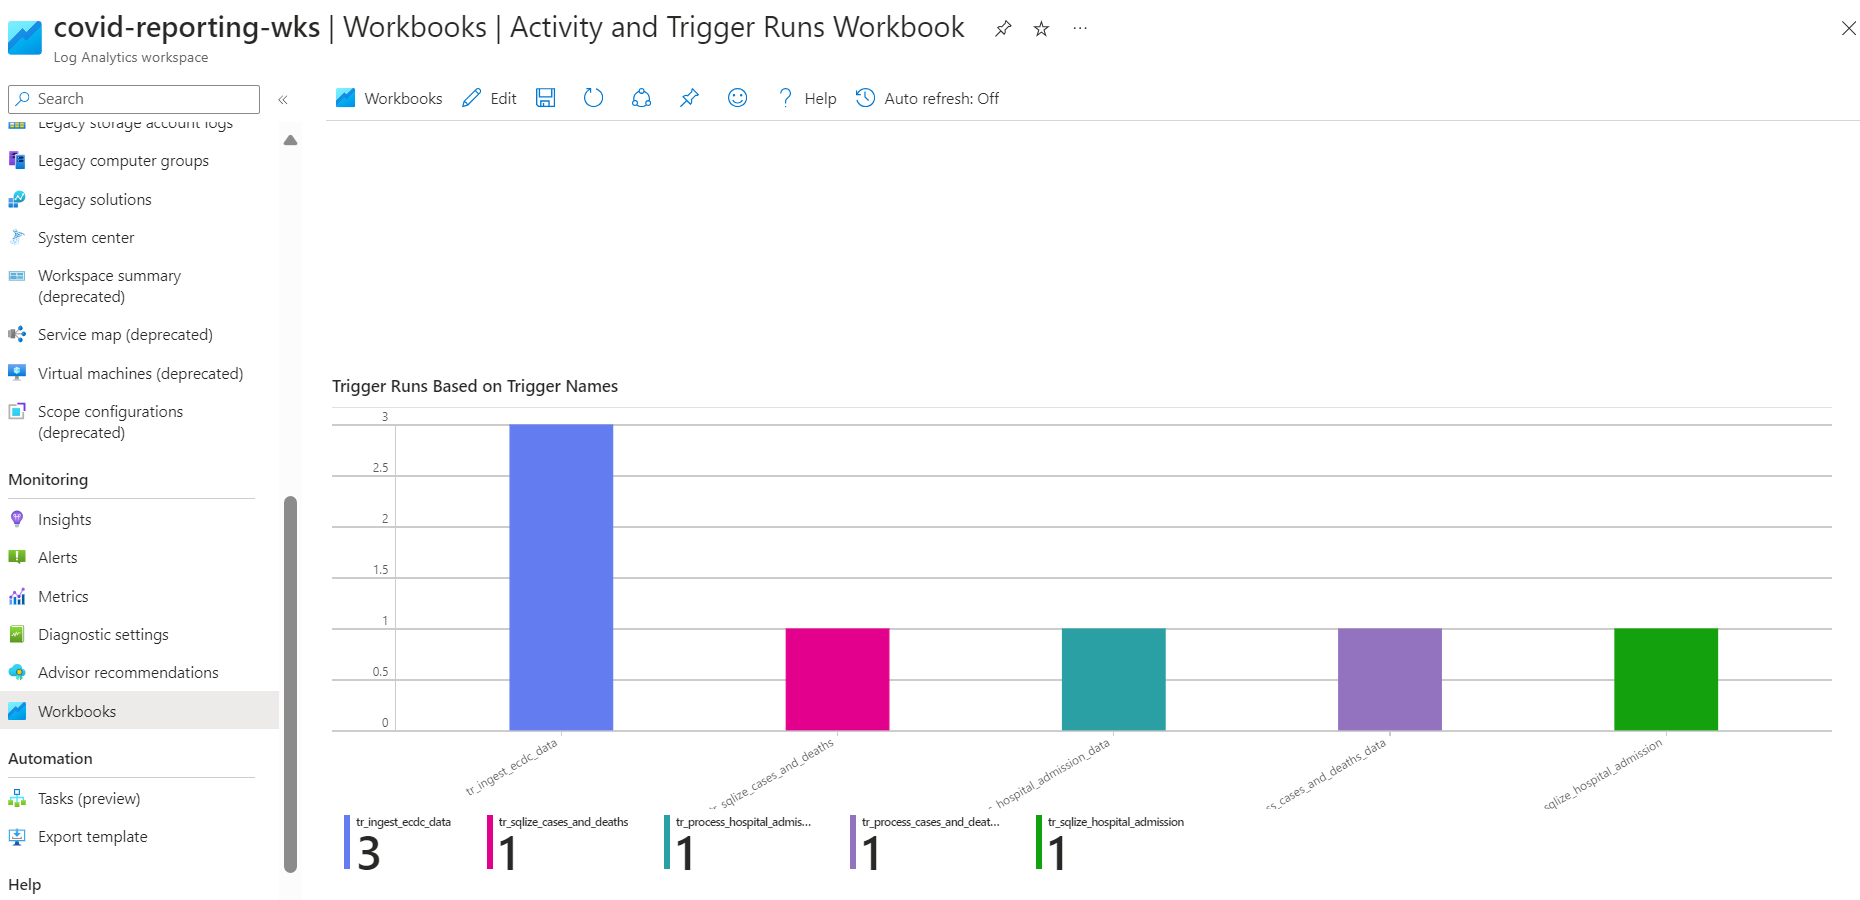 covid-reporting-wks | Workbooks | Activity and Trigger Runs Workbook
Log Analytics workspace
Search
Workbooks Edit Help Auto refresh: Off
Legacy storage account logs
Legacy computer groups
Legacy solutions
System center
Workspace summary
(deprecated)
Service map (deprecated)
Virtual machines (deprecated)
Scope configurations
(deprecated)
Monitoring
Insights
Alerts
Metrics
Diagnostic settings
Advisor recommendations
Workbooks
Automation
Tasks (preview)
Export template
Help
Trigger Runs Based on Trigger Names
3
2.5
2
1.5
1
0.5
0
tr_ingest_ecdc_data
tr_sqlize_cases_and_deaths
_hospital_admission_data
ss_cases_and_deaths_data
sqlize_hospital_admission
tr_ingest_ecdc_data
3
tr_sqlize_cases_and_deaths
1
tr_process_hospital_admis...
1
tr_process_cases_and_deat...
1
tr_sqlize_hospital_admission
1